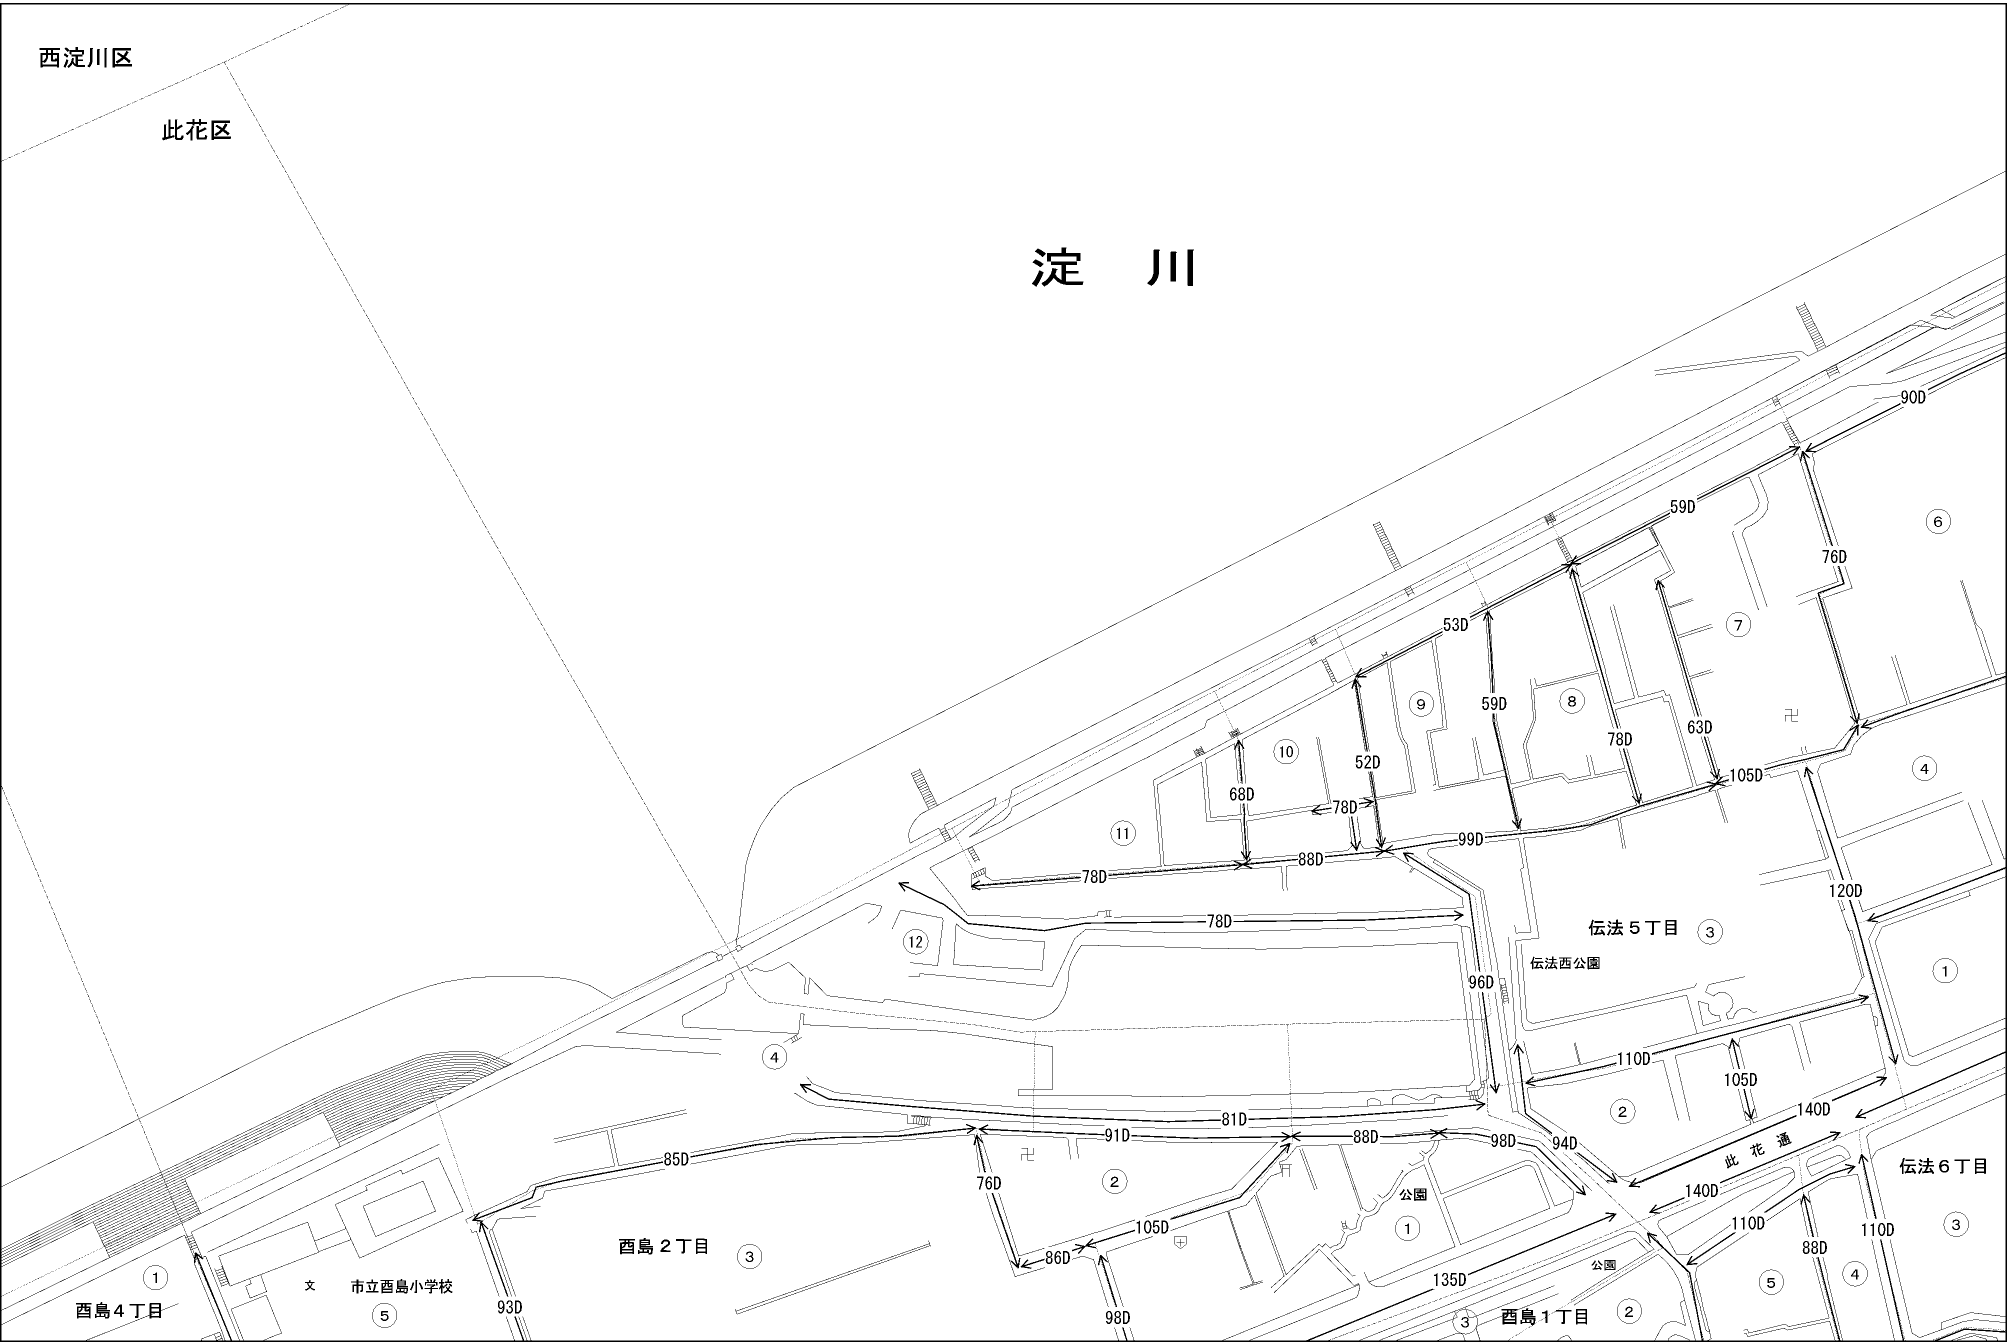 西淀川区
此花区
淀川
90D
59D
6
76D
53D
7
59D
9
8
63D
78D
10
52D
105D
4
68D
78D
11
99D
88D
78D
120D
78D
伝法5丁目
3
12
伝法西公園
1
96D
4
110D
105D
2
140D
81D
91D
88D
98D
94D
此花通
85D
卍
卍
伝法6丁目
76D
2
公園
140D
105D
1
110D
110D
3
酉島2丁目
3
86D
88D
公園
4
1
文
市立酉島小学校
135D
5
酉島4丁目
5
93D
98D
3
酉島1丁目
2